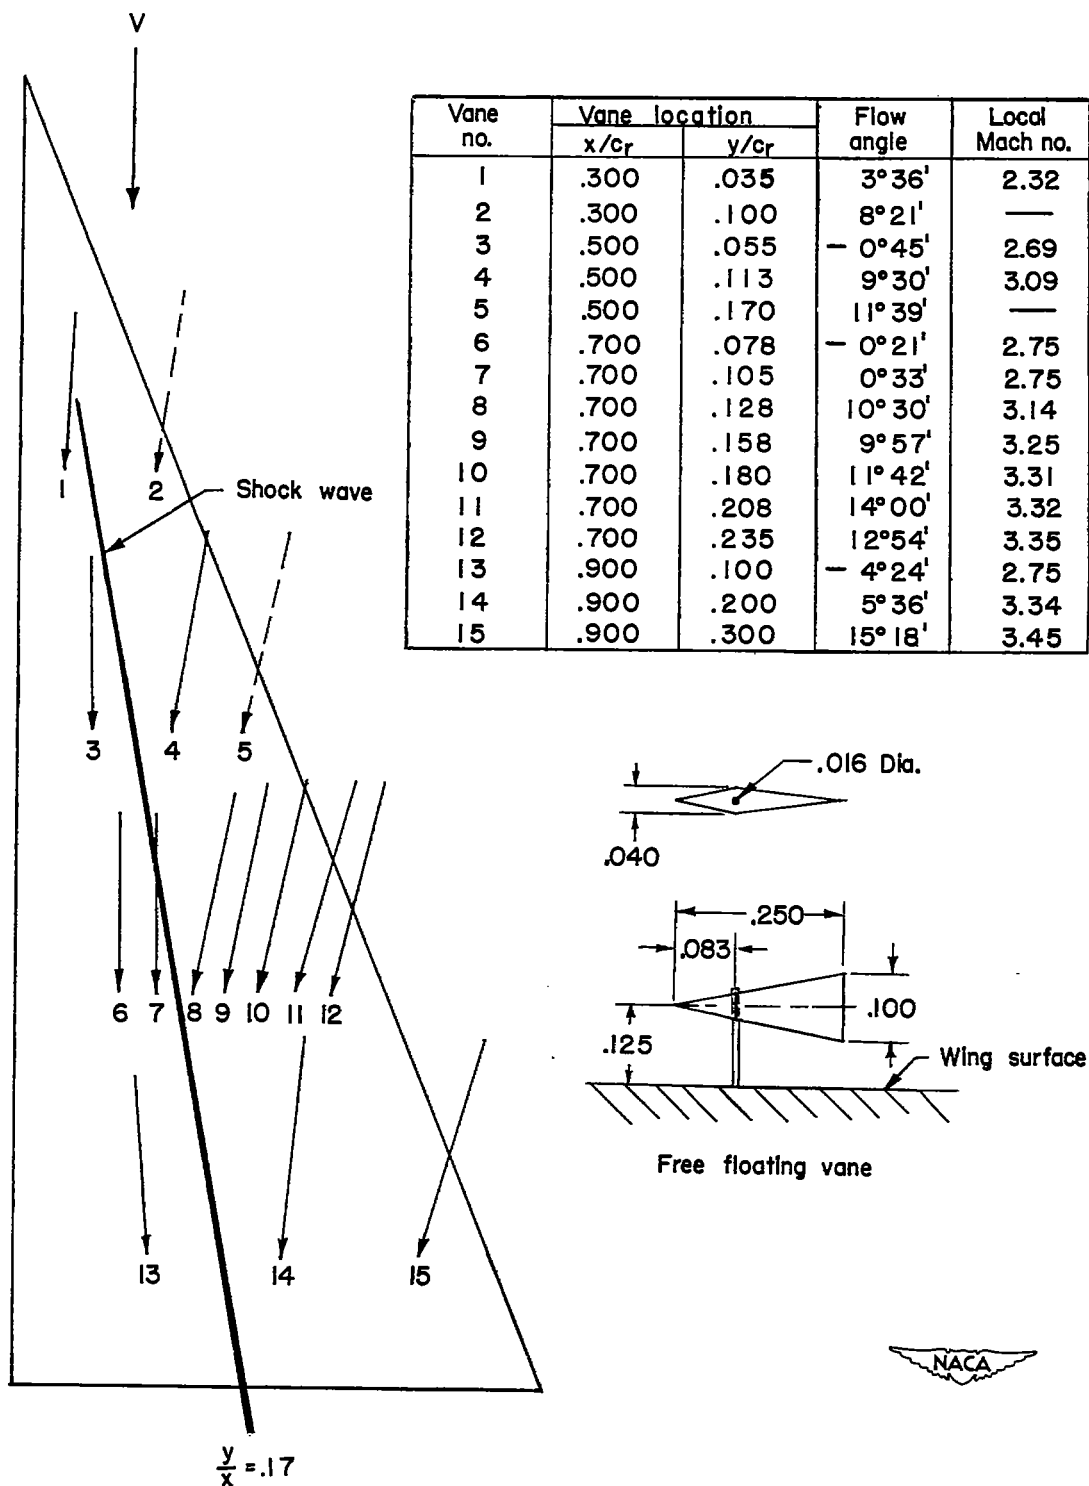 V
Vane no. | Vane location | Flow angle | Local Mach no.
x/cr | y/cr
1 | .300 | .035 | 3°36' | 2.32
2 | .300 | .100 | 8°21' | —
3 | .500 | .055 | – 0°45' | 2.69
4 | .500 | .113 | 9°30' | 3.09
5 | .500 | .170 | 11°39' | —
6 | .700 | .078 | – 0°21' | 2.75
7 | .700 | .105 | 0°33' | 2.75
8 | .700 | .128 | 10°30' | 3.14
9 | .700 | .158 | 9°57' | 3.25
10 | .700 | .180 | 11°42' | 3.31
11 | .700 | .208 | 14°00' | 3.32
12 | .700 | .235 | 12°54' | 3.35
13 | .900 | .100 | – 4°24' | 2.75
14 | .900 | .200 | 5°36' | 3.34
15 | .900 | .300 | 15°18' | 3.45
1 2 Shock wave
3 4 5
6 7 8 9 10 11 12
13 14 15
y/x = .17
.016 Dia.
.040
.250
.083
.100
.125
Wing surface
Free floating vane
NACA